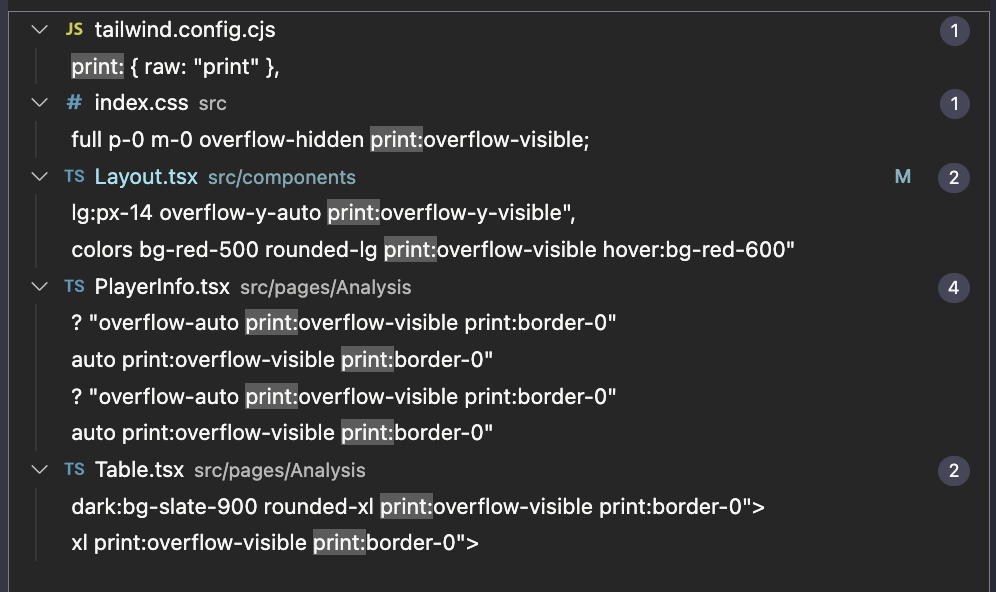 JS tailwind.config.cjs 1
print: { raw: "print" },
# index.css src 1
full p-0 m-0 overflow-hidden print:overflow-visible;
TS Layout.tsx src/components M 2
lg:px-14 overflow-y-auto print:overflow-y-visible",
colors bg-red-500 rounded-lg print:overflow-visible hover:bg-red-600"
TS PlayerInfo.tsx src/pages/Analysis 4
? "overflow-auto print:overflow-visible print:border-0"
auto print:overflow-visible print:border-0"
? "overflow-auto print:overflow-visible print:border-0"
auto print:overflow-visible print:border-0"
TS Table.tsx src/pages/Analysis 2
dark:bg-slate-900 rounded-xl print:overflow-visible print:border-0">
xl print:overflow-visible print:border-0">